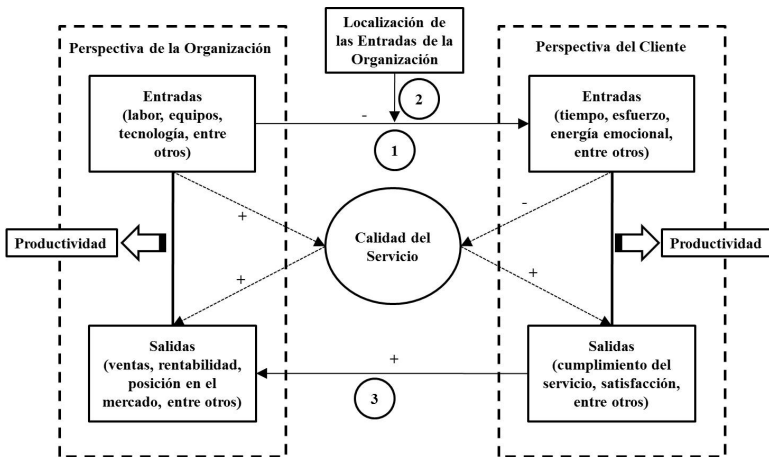 Localización de
las Entradas de la
Organización
Perspectiva de la Organización
Perspectiva del Cliente
Entradas
(labor, equipos,
tecnología, entre
otros)
2
-
1
Entradas
(tiempo, esfuerzo,
energía emocional,
entre otros)
+
-
Productividad
Calidad del
Servicio
Productividad
+
+
Salidas
(ventas, rentabilidad,
posición en el
mercado, entre otros)
+
3
Salidas
(cumplimiento del
servicio, satisfacción,
entre otros)